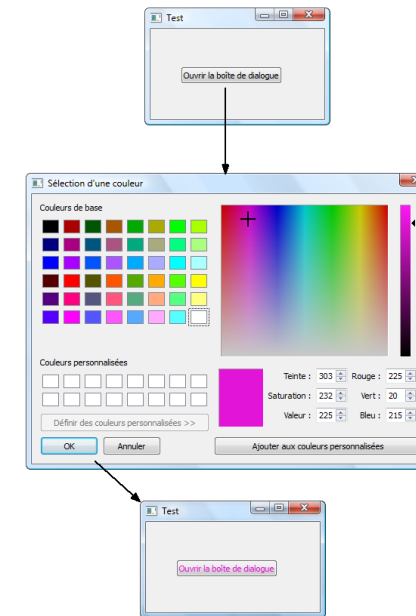 Test
Ouvrir la boîte de dialogue
Sélection d'une couleur
Couleurs de base
Couleurs personnalisées
Définir des couleurs personnalisées >>
OK Annuler
Teinte : 303 Rouge : 225
Saturation : 232 Vert : 20
Valeur : 225 Bleu : 215
Ajouter aux couleurs personnalisées
Test
Ouvrir la boîte de dialogue